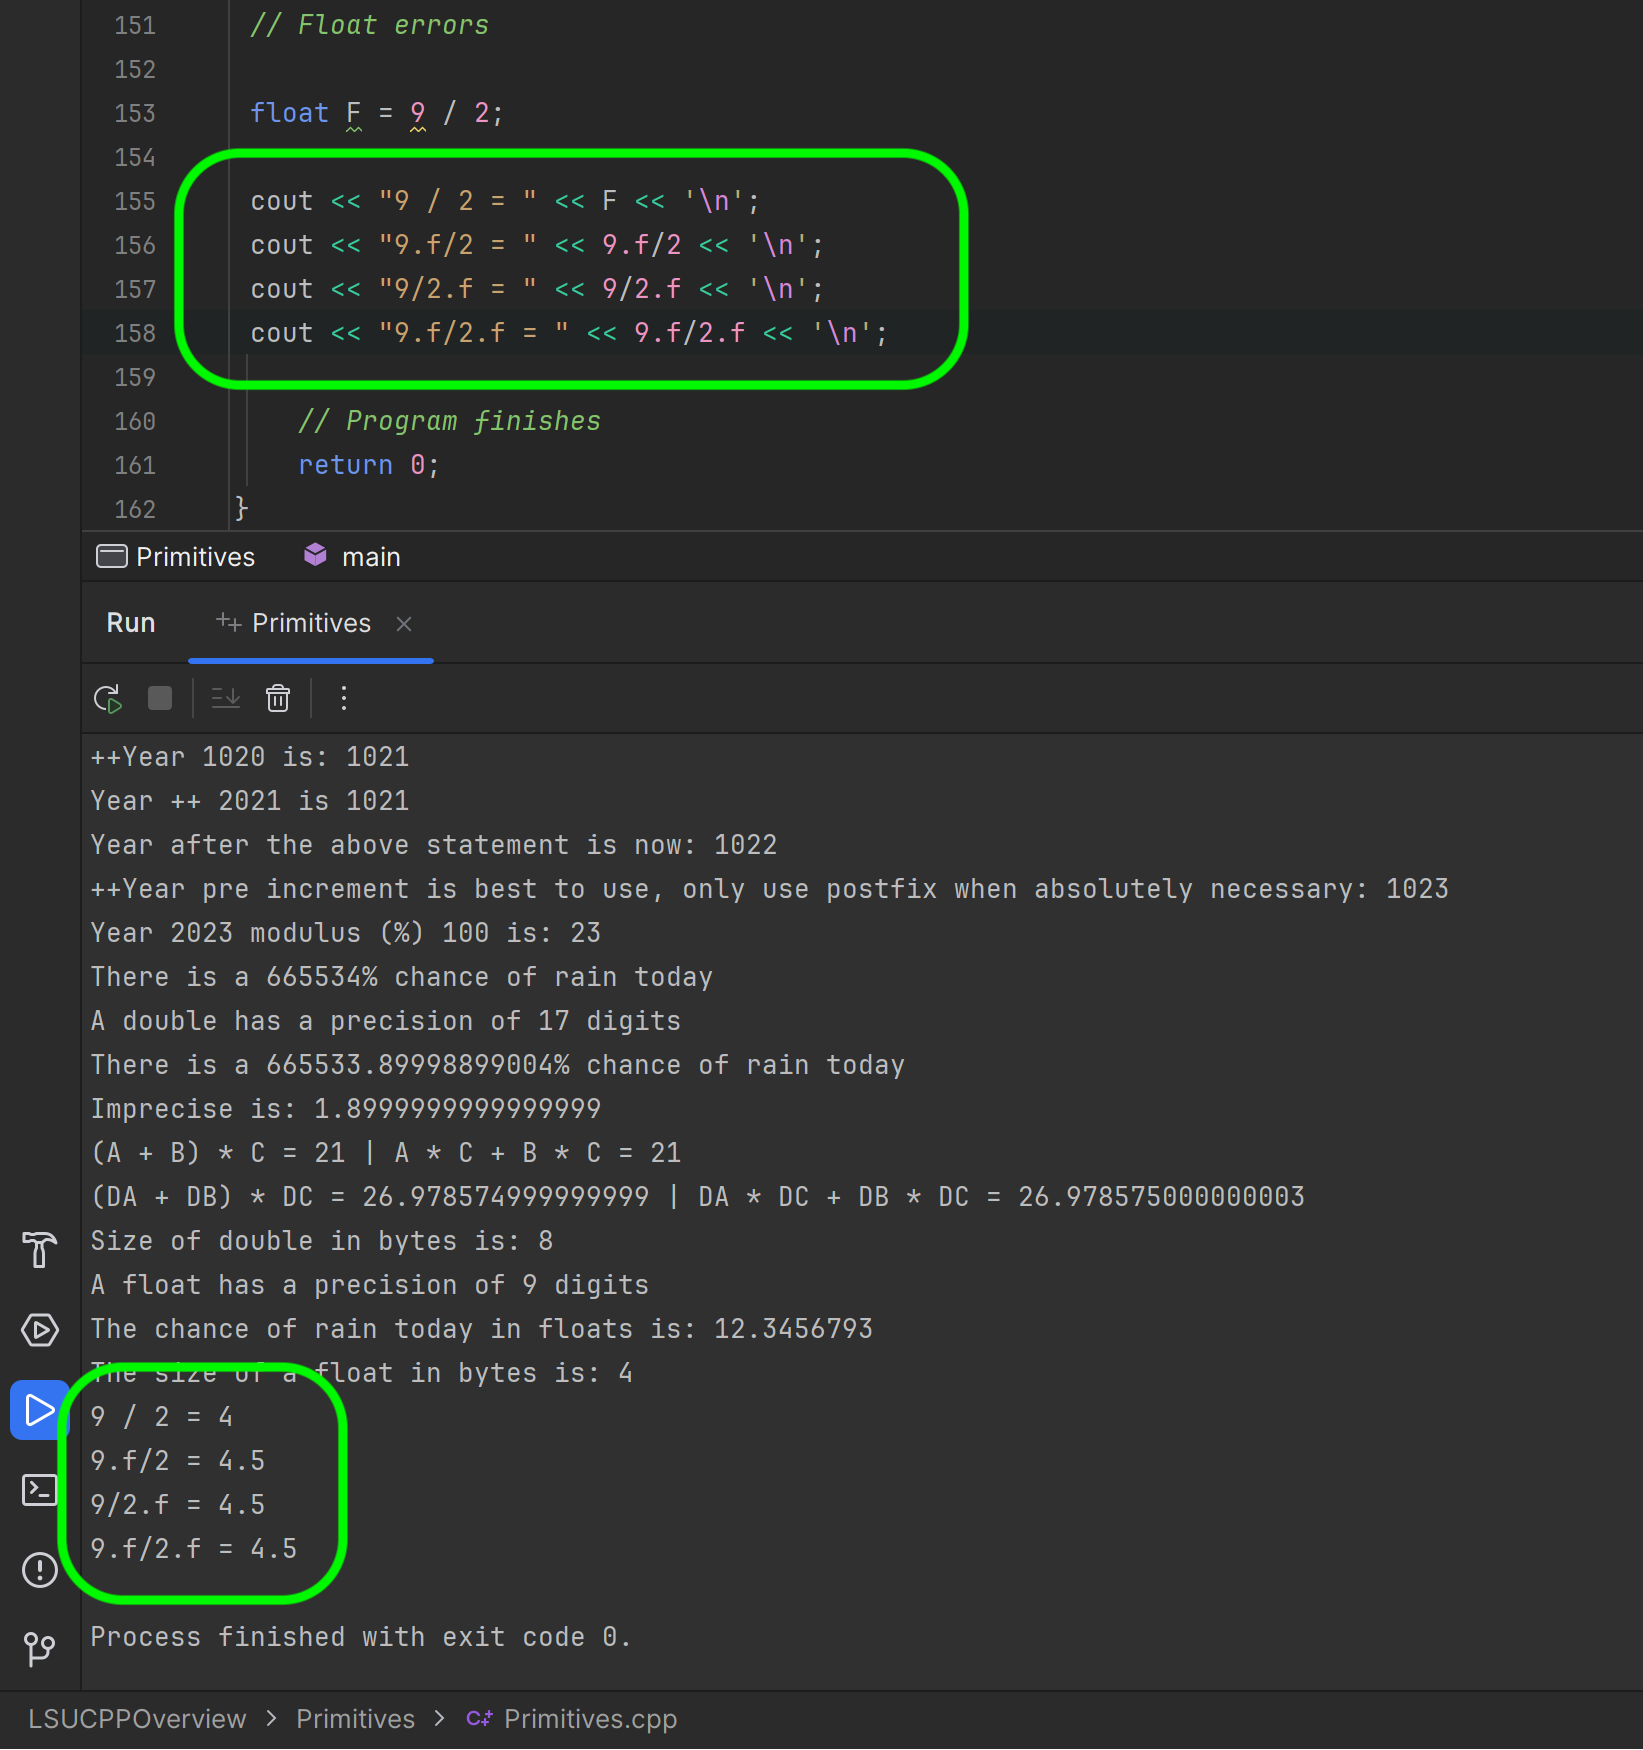 151 // Float errors
152
153 float F = 9 / 2;
154
155 cout << "9 / 2 = " << F << '\n';
156 cout << "9.f/2 = " << 9.f/2 << '\n';
157 cout << "9/2.f = " << 9/2.f << '\n';
158 cout << "9.f/2.f = " << 9.f/2.f << '\n';
159
160 // Program finishes
161 return 0;
162 }
Primitives main
Run Primitives
++Year 1020 is: 1021
Year ++ 2021 is 1021
Year after the above statement is now: 1022
++Year pre increment is best to use, only use postfix when absolutely necessary: 1023
Year 2023 modulus (%) 100 is: 23
There is a 665534% chance of rain today
A double has a precision of 17 digits
There is a 665533.89998899004% chance of rain today
Imprecise is: 1.8999999999999999
(A + B) * C = 21 | A * C + B * C = 21
(DA + DB) * DC = 26.978574999999999 | DA * DC + DB * DC = 26.978575000000003
Size of double in bytes is: 8
A float has a precision of 9 digits
The chance of rain today in floats is: 12.3456793
The size of a float in bytes is: 4
9 / 2 = 4
9.f/2 = 4.5
9/2.f = 4.5
9.f/2.f = 4.5
Process finished with exit code 0.
LSUCPPOverview > Primitives > C++ Primitives.cpp